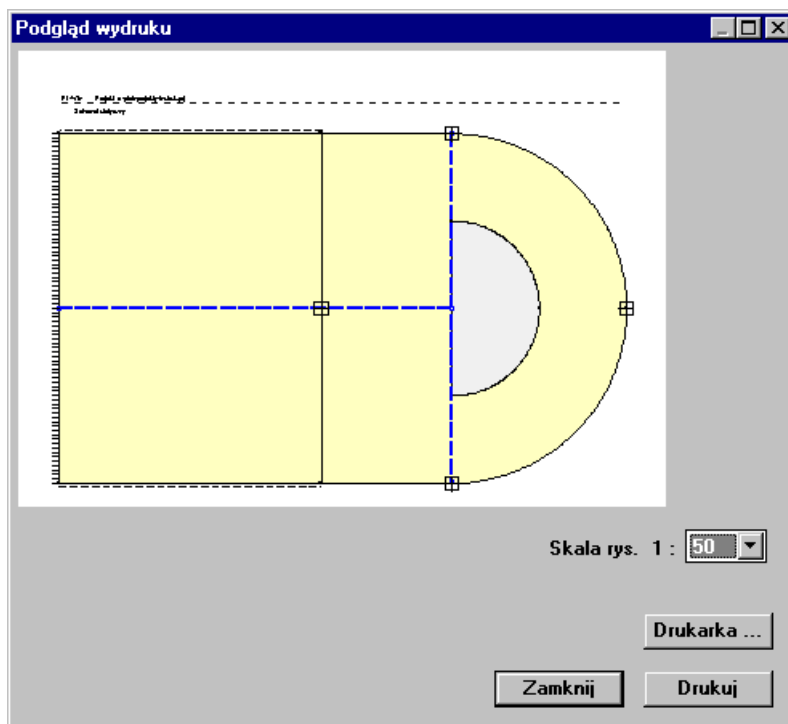 Podgląd wydruku
Skala rys. 1 : 50
Drukarka ...
Zamknij
Drukuj